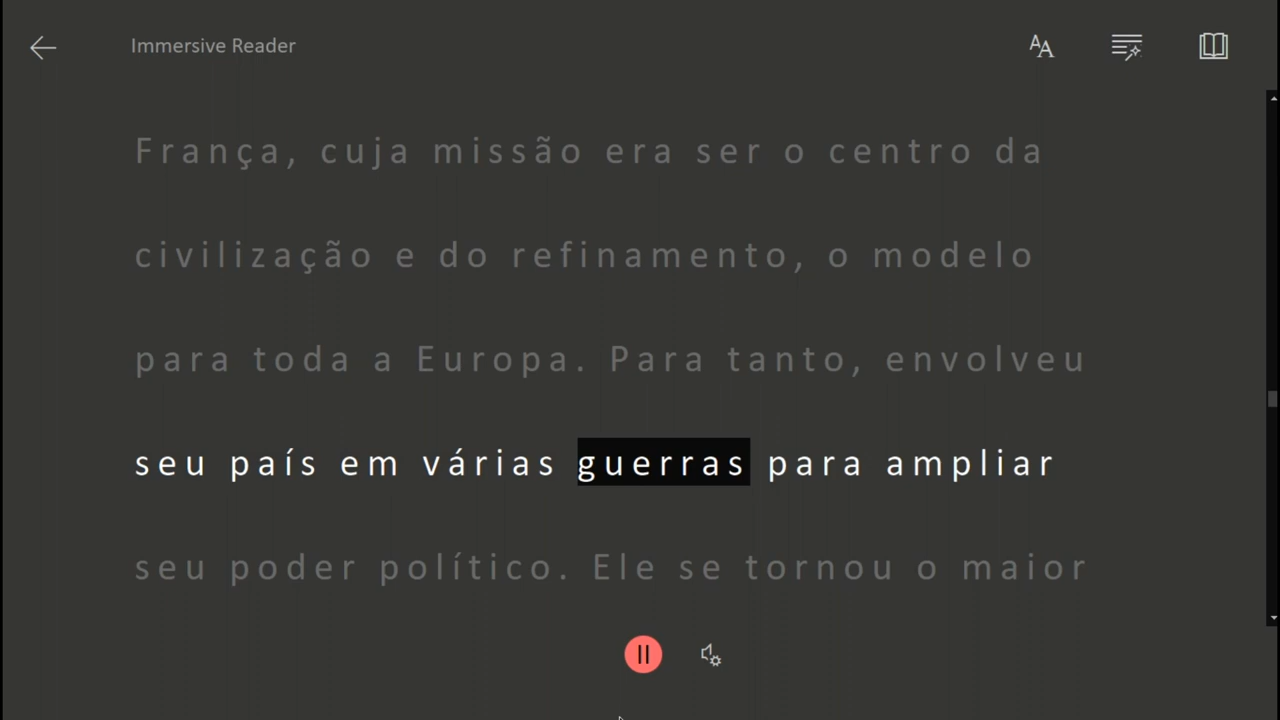 Immersive Reader
França, cuja missão era ser o centro da
civilização e do refinamento, o modelo
para toda a Europa. Para tanto, envolveu
seu país em várias guerras para ampliar
seu poder político. Ele se tornou o maior